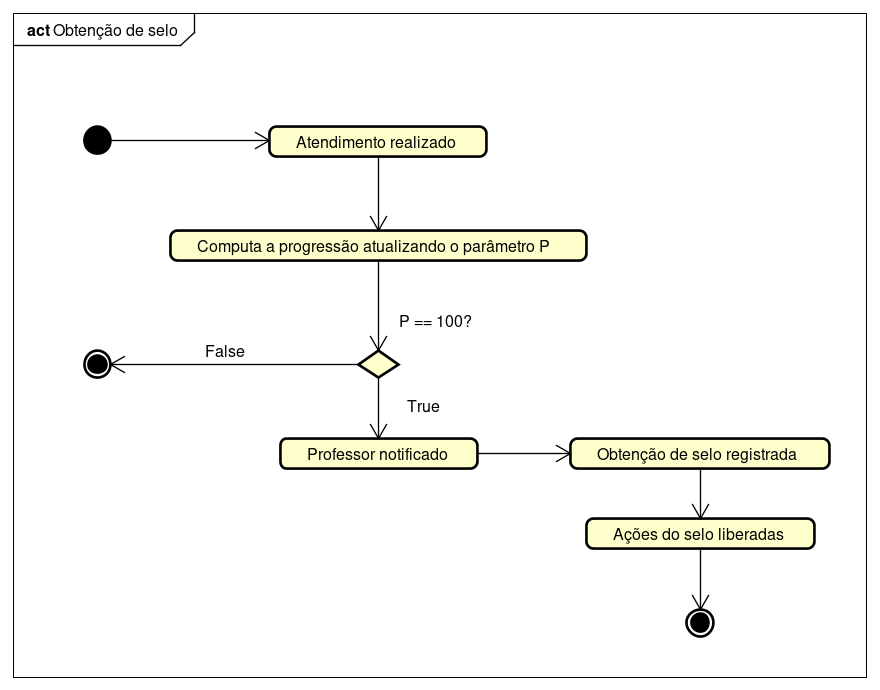 act Obtenção de selo
Atendimento realizado
Computa a progressão atualizando o parâmetro P
P == 100?
False
True
Professor notificado
Obtenção de selo registrada
Ações do selo liberadas